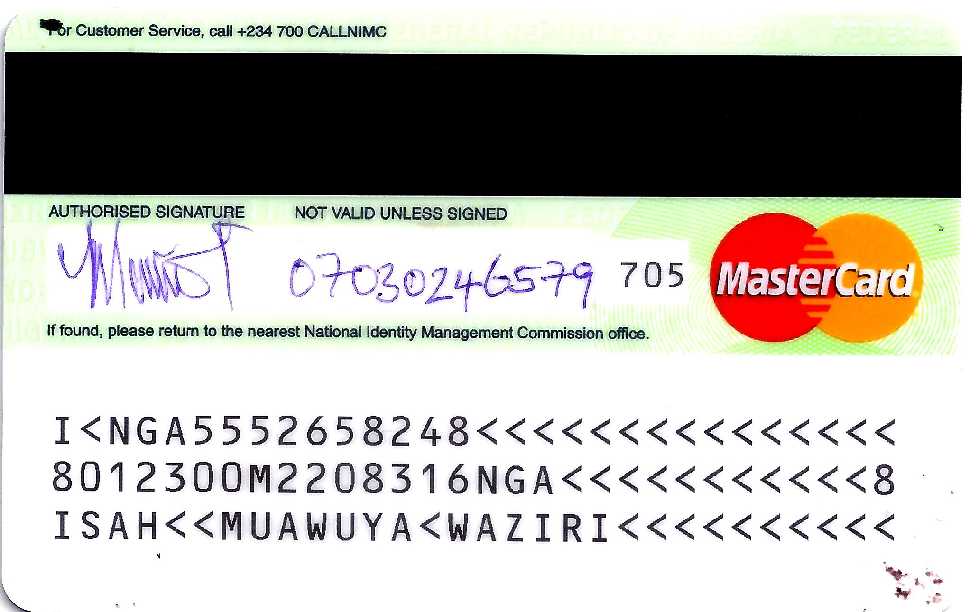 For Customer Service, call +234 700 CALLNIMC
AUTHORISED SIGNATURE NOT VALID UNLESS SIGNED
07030246579 705
MasterCard
If found, please return to the nearest National Identity Management Commission office.
I<NGA5552658248<<<<<<<<<<<<<<<
8012300M2208316NGA<<<<<<<<<<<8
ISAH<<MUAWUYA<WAZIRI<<<<<<<<<<